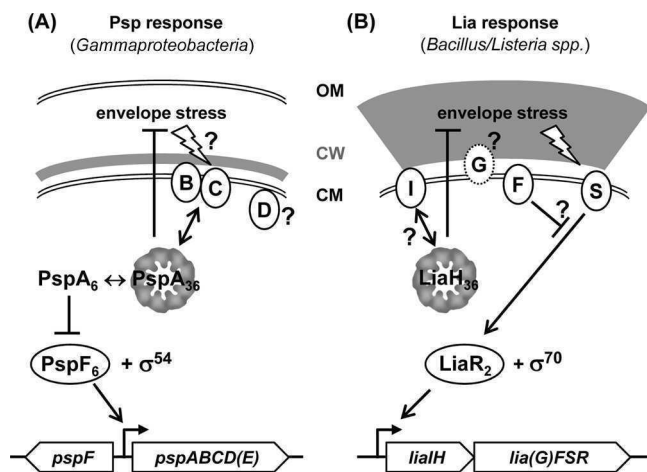 (A) Psp response
(Gammaproteobacteria)
envelope stress
?
B
C
D ?
PspA6 ↔ PspA36
PspF6 + σ54
pspF
pspABCD(E)
OM
CW
CM
(B) Lia response
(Bacillus/Listeria spp.)
envelope stress
?
G
I
F
S
?
?
LiaH36
LiaR2 + σ70
liaIH
lia(G)FSR